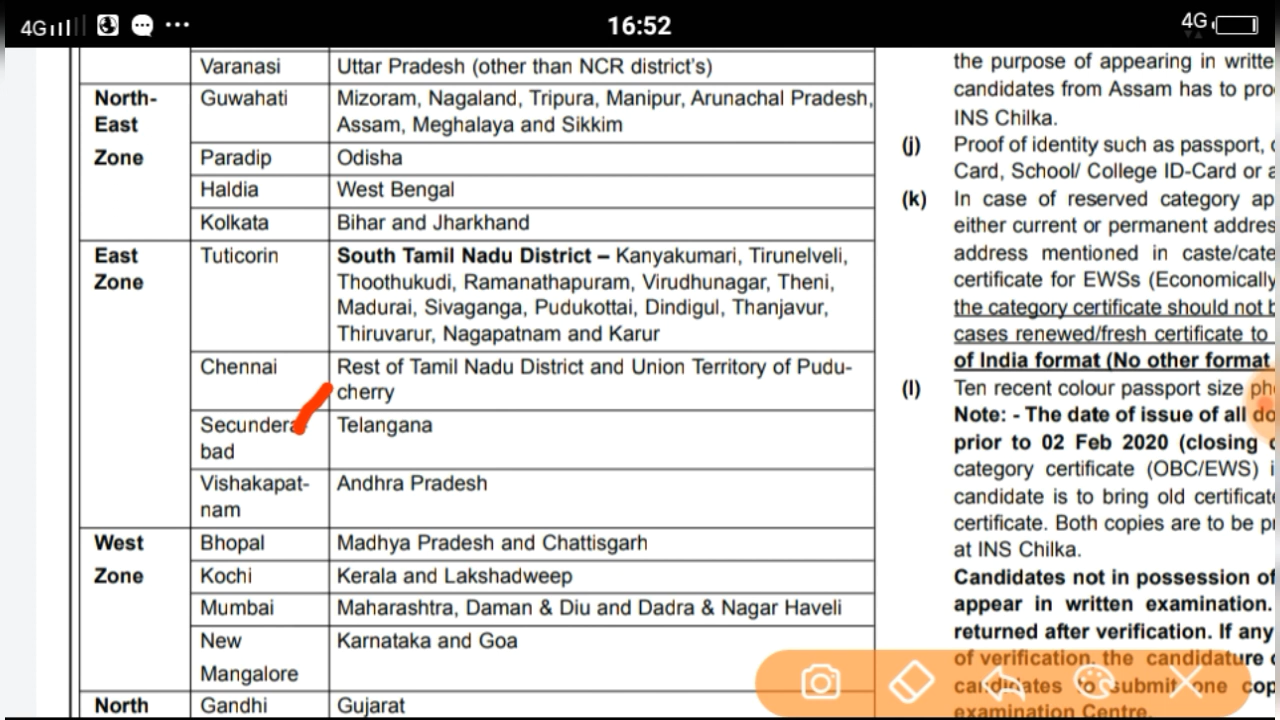 4G 16:52 4G
Varanasi Uttar Pradesh (other than NCR district's)
North- Guwahati Mizoram, Nagaland, Tripura, Manipur, Arunachal Pradesh,
East Assam, Meghalaya and Sikkim
Zone Paradip Odisha
Haldia West Bengal
Kolkata Bihar and Jharkhand
East Tuticorin South Tamil Nadu District – Kanyakumari, Tirunelveli,
Zone Thoothukudi, Ramanathapuram, Virudhunagar, Theni,
Madurai, Sivaganga, Pudukottai, Dindigul, Thanjavur,
Thiruvarur, Nagapatnam and Karur
Chennai Rest of Tamil Nadu District and Union Territory of Pudu-
cherry
Secundera- Telangana
bad
Vishakapat- Andhra Pradesh
nam
West Bhopal Madhya Pradesh and Chattisgarh
Zone Kochi Kerala and Lakshadweep
Mumbai Maharashtra, Daman & Diu and Dadra & Nagar Haveli
New Karnataka and Goa
Mangalore
North Gandhi Gujarat
the purpose of appearing in writte
candidates from Assam has to pro
INS Chilka.
(j) Proof of identity such as passport,
Card, School/ College ID-Card or a
(k) In case of reserved category ap
either current or permanent addres
address mentioned in caste/cate
certificate for EWSs (Economically
the category certificate should not b
cases renewed/fresh certificate to
of India format (No other format
(l) Ten recent colour passport size ph
Note: - The date of issue of all do
prior to 02 Feb 2020 (closing
category certificate (OBC/EWS) i
candidate is to bring old certificate
certificate. Both copies are to be pr
at INS Chilka.
Candidates not in possession of
appear in written examination.
returned after verification. If any
of verification, the candidature
candidates to submit one cop
examination Centre.